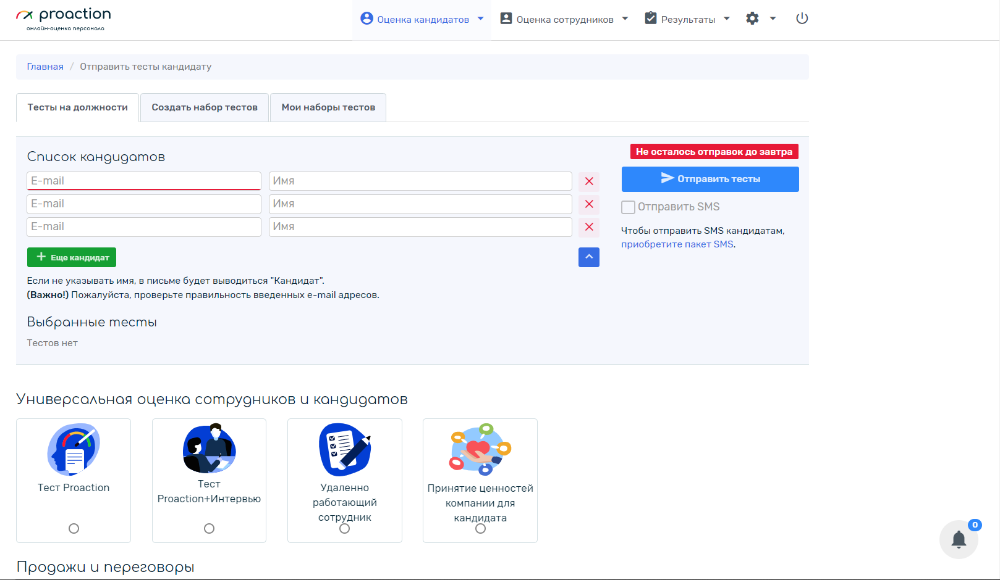 proaction
онлайн-оценка персонала
Оценка кандидатов
Оценка сотрудников
Результаты
Главная / Отправить тесты кандидату
Тесты на должности
Создать набор тестов
Мои наборы тестов
Список кандидатов
Не осталось отправок до завтра
E-mail
Имя
Отправить тесты
E-mail
Имя
Отправить SMS
E-mail
Имя
Чтобы отправить SMS кандидатам,
приобретите пакет SMS.
Еще кандидат
Если не указывать имя, в письме будет выводиться "Кандидат".
(Важно!) Пожалуйста, проверьте правильность введенных e-mail адресов.
Выбранные тесты
Тестов нет
Универсальная оценка сотрудников и кандидатов
Тест Proaction
Тест
Proaction+Интервью
Удаленно
работающий
сотрудник
Принятие ценностей
компании для
кандидата
0
Продажи и переговоры